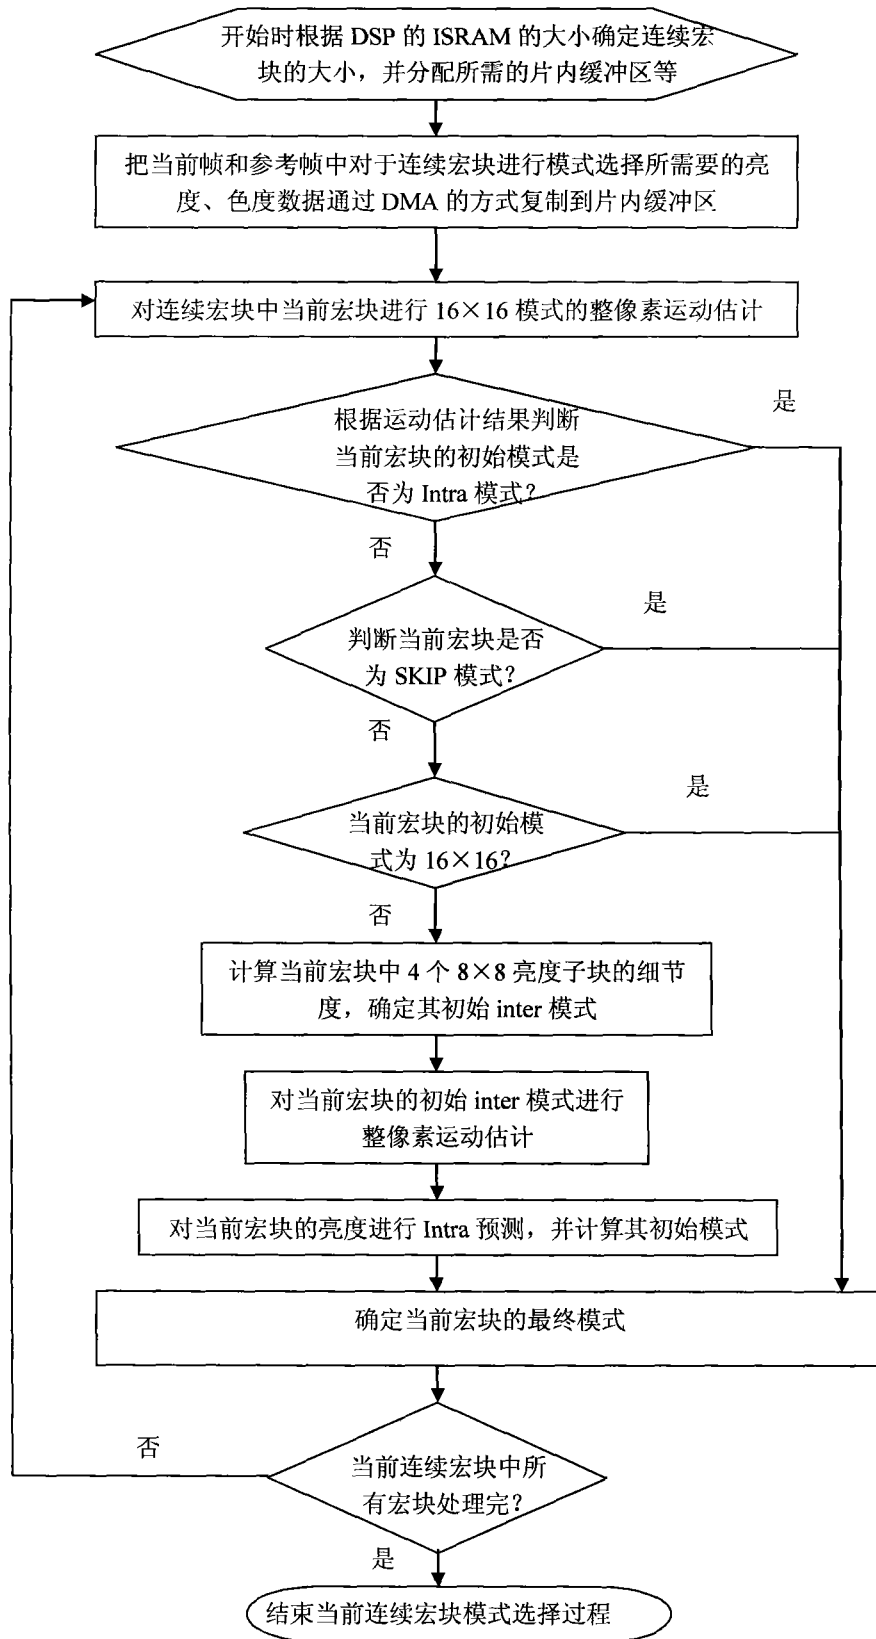 开始时根据 DSP 的 ISRAM 的大小确定连续宏
块的大小，并分配所需的片内缓冲区等
把当前帧和参考帧中对于连续宏块进行模式选择所需要的亮
度、色度数据通过 DMA 的方式复制到片内缓冲区
对连续宏块中当前宏块进行 16×16 模式的整像素运动估计
是
根据运动估计结果判断
当前宏块的初始模式是
否为 Intra 模式？
否
是
判断当前宏块是否
为 SKIP 模式？
否
是
当前宏块的初始模
式为 16×16？
否
计算当前宏块中 4 个 8×8 亮度子块的细节
度，确定其初始 inter 模式
对当前宏块的初始 inter 模式进行
整像素运动估计
对当前宏块的亮度进行 Intra 预测，并计算其初始模式
确定当前宏块的最终模式
否
当前连续宏块中所
有宏块处理完？
是
结束当前连续宏块模式选择过程